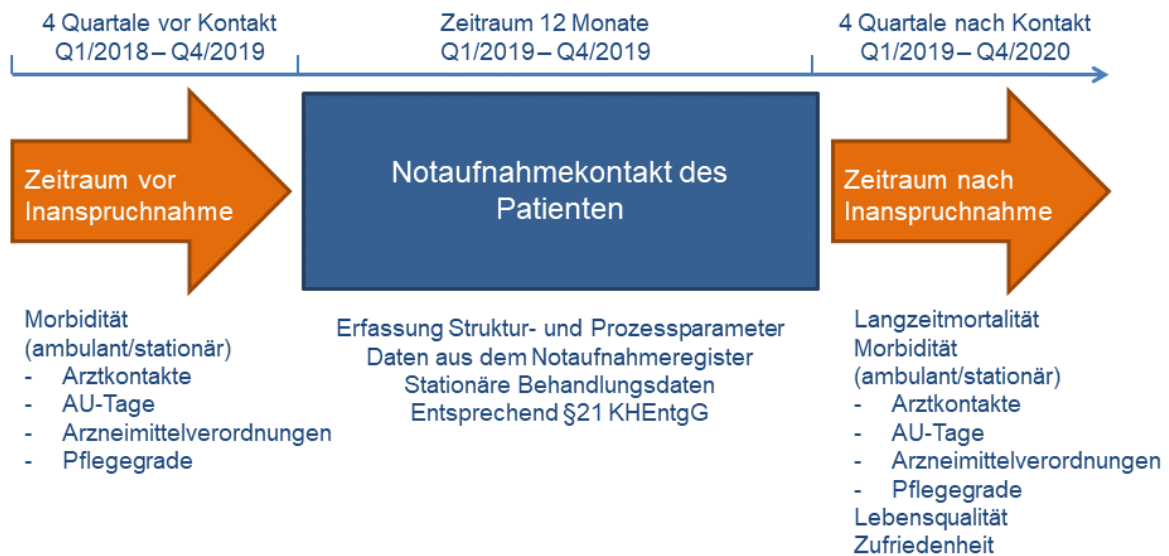 4 Quartale vor Kontakt
Q1/2018 – Q4/2019
Zeitraum 12 Monate
Q1/2019 – Q4/2019
4 Quartale nach Kontakt
Q1/2019 – Q4/2020
Zeitraum vor
Inanspruchnahme
Notaufnahmekontakt des
Patienten
Zeitraum nach
Inanspruchnahme
Morbidität
(ambulant/stationär)
- Arztkontakte
- AU-Tage
- Arzneimittelverordnungen
- Pflegegrade
Erfassung Struktur- und Prozessparameter
Daten aus dem Notaufnahmeregister
Stationäre Behandlungsdaten
Entsprechend §21 KHEntgG
Langzeitmortalität
Morbidität
(ambulant/stationär)
- Arztkontakte
- AU-Tage
- Arzneimittelverordnungen
- Pflegegrade
Lebensqualität
Zufriedenheit